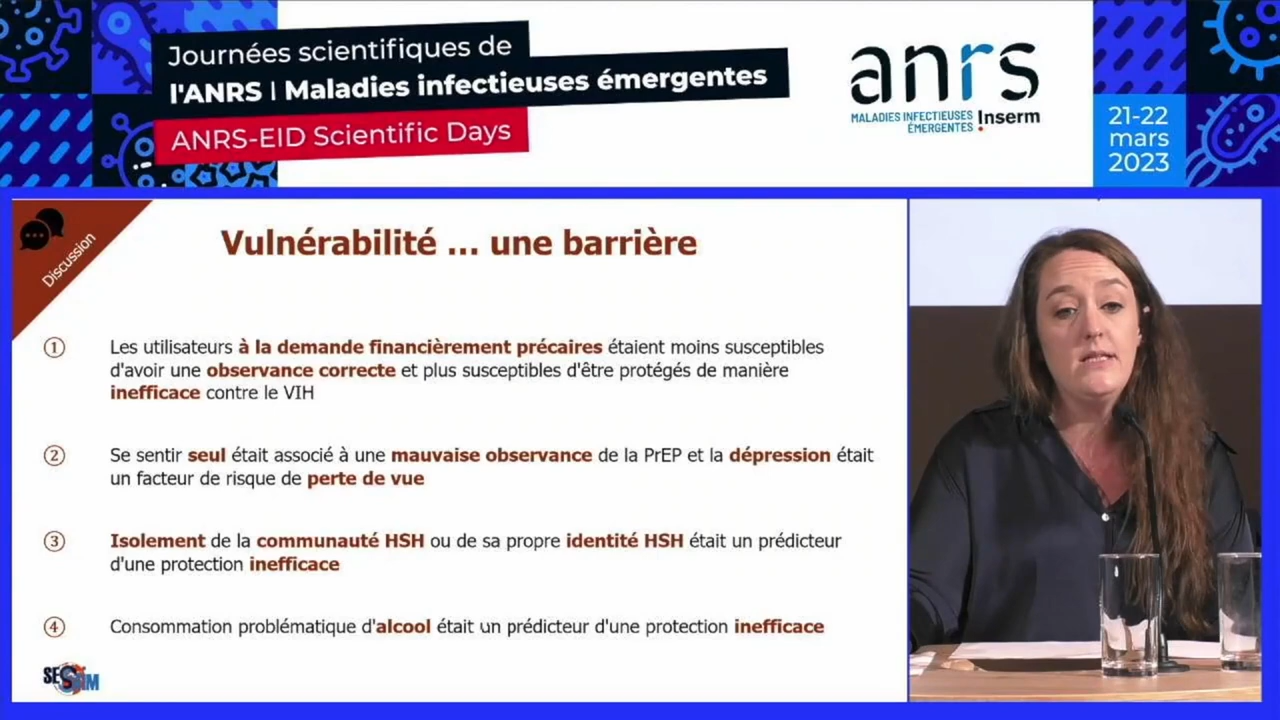 Journées scientifiques de
l'ANRS | Maladies infectieuses émergentes
ANRS-EID Scientific Days
anrs
MALADIES INFECTIEUSES
ÉMERGENTES
Inserm
21-22
mars
2023
Discussion
Vulnérabilité ... une barrière
① Les utilisateurs à la demande financièrement précaires étaient moins susceptibles
d'avoir une observance correcte et plus susceptibles d'être protégés de manière
inefficace contre le VIH
② Se sentir seul était associé à une mauvaise observance de la PrEP et la dépression était
un facteur de risque de perte de vue
③ Isolement de la communauté HSH ou de sa propre identité HSH était un prédicteur
d'une protection inefficace
④ Consommation problématique d'alcool était un prédicteur d'une protection inefficace
SESSTIM